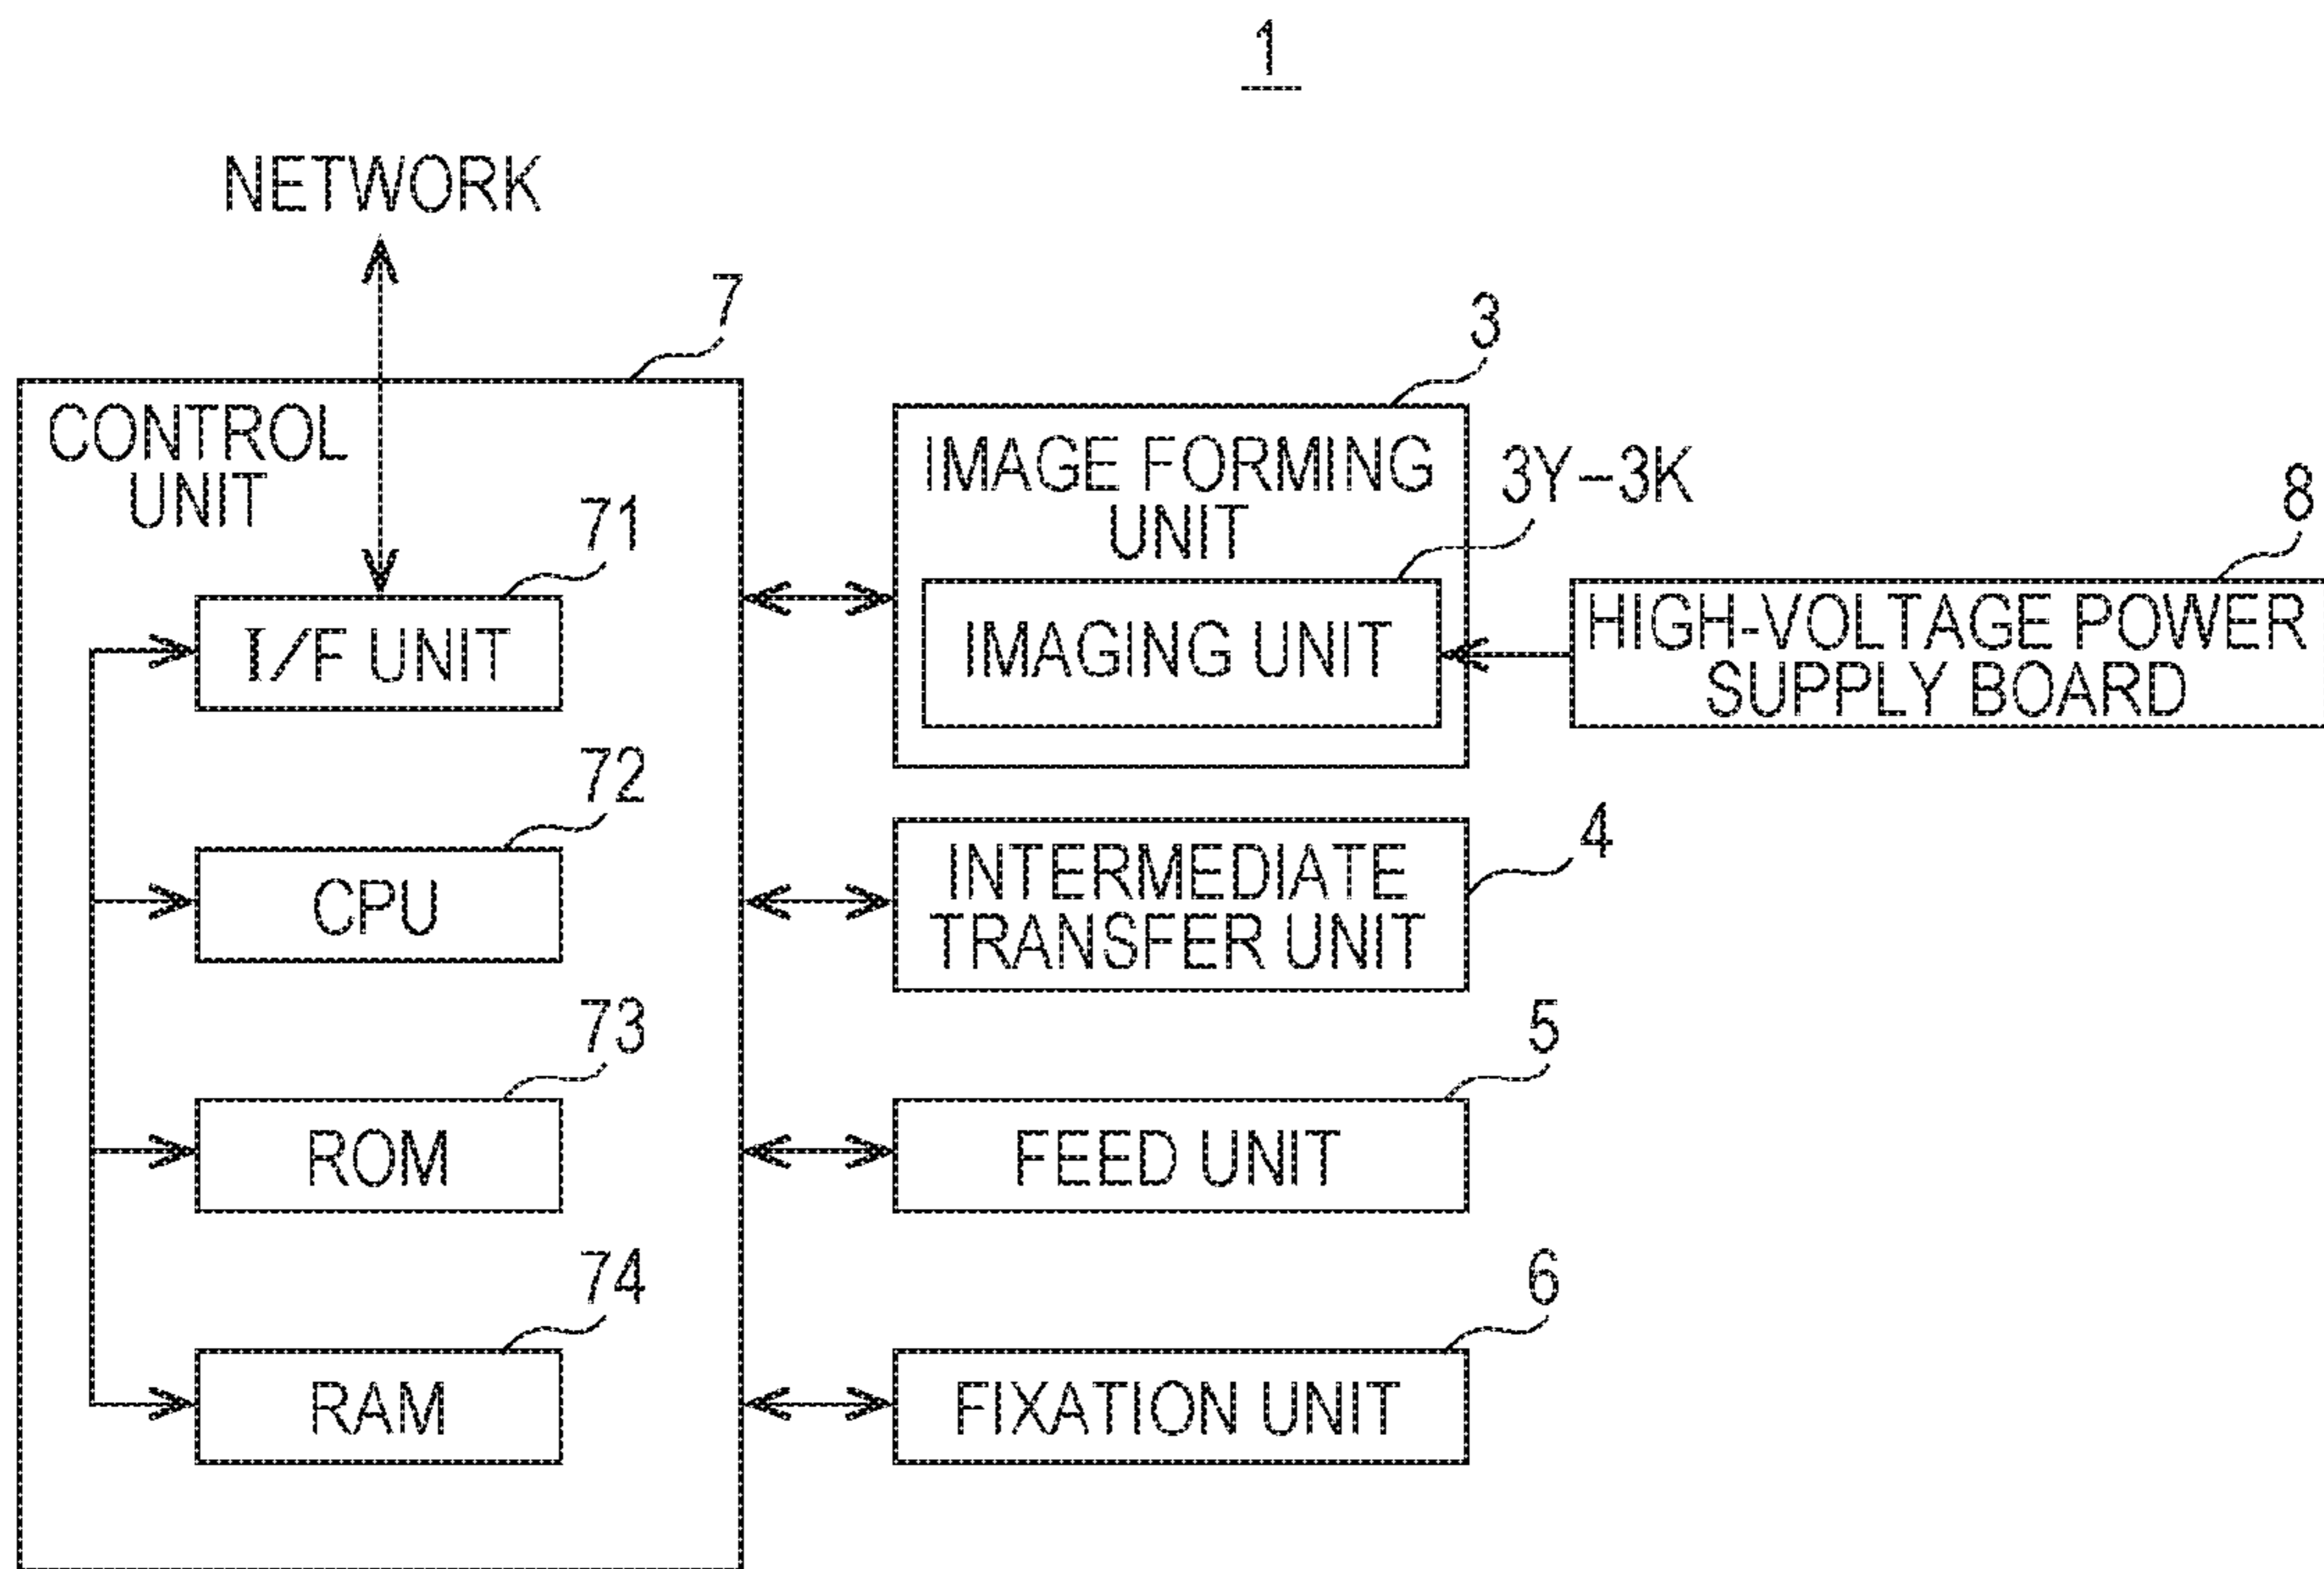 1
NETWORK
7
3
CONTROL
UNIT
IMAGE FORMING
UNIT
3Y-3K
8
71
I/F UNIT
IMAGING UNIT
HIGH-VOLTAGE POWER
SUPPLY BOARD
72
CPU
4
INTERMEDIATE
TRANSFER UNIT
73
ROM
5
FEED UNIT
74
RAM
6
FIXATION UNIT